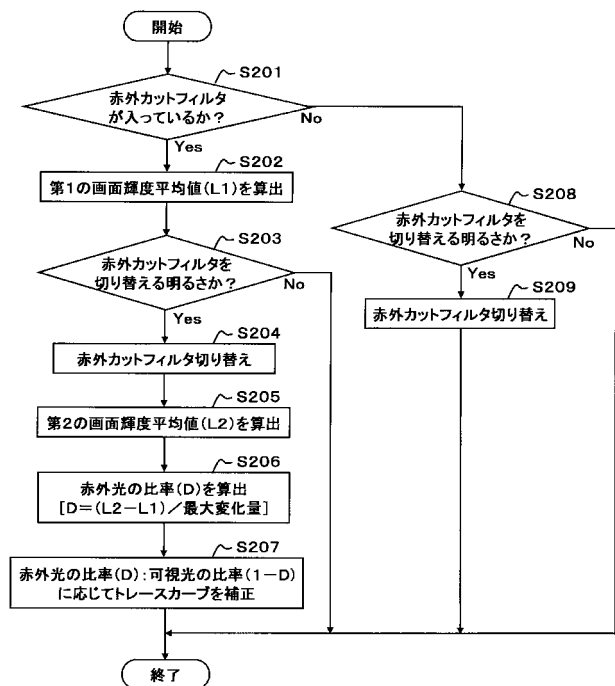 開始
S201
赤外カットフィルタ
が入っているか？
No
Yes
S202
第1の画面輝度平均値(L1)を算出
S203
赤外カットフィルタを
切り替える明るさか？
No
Yes
S204
赤外カットフィルタ切り替え
S205
第2の画面輝度平均値(L2)を算出
S206
赤外光の比率(D)を算出
[D=(L2−L1)／最大変化量]
S207
赤外光の比率(D):可視光の比率(1−D)
に応じてトレースカーブを補正
S208
赤外カットフィルタを
切り替える明るさか？
No
Yes
S209
赤外カットフィルタ切り替え
終了